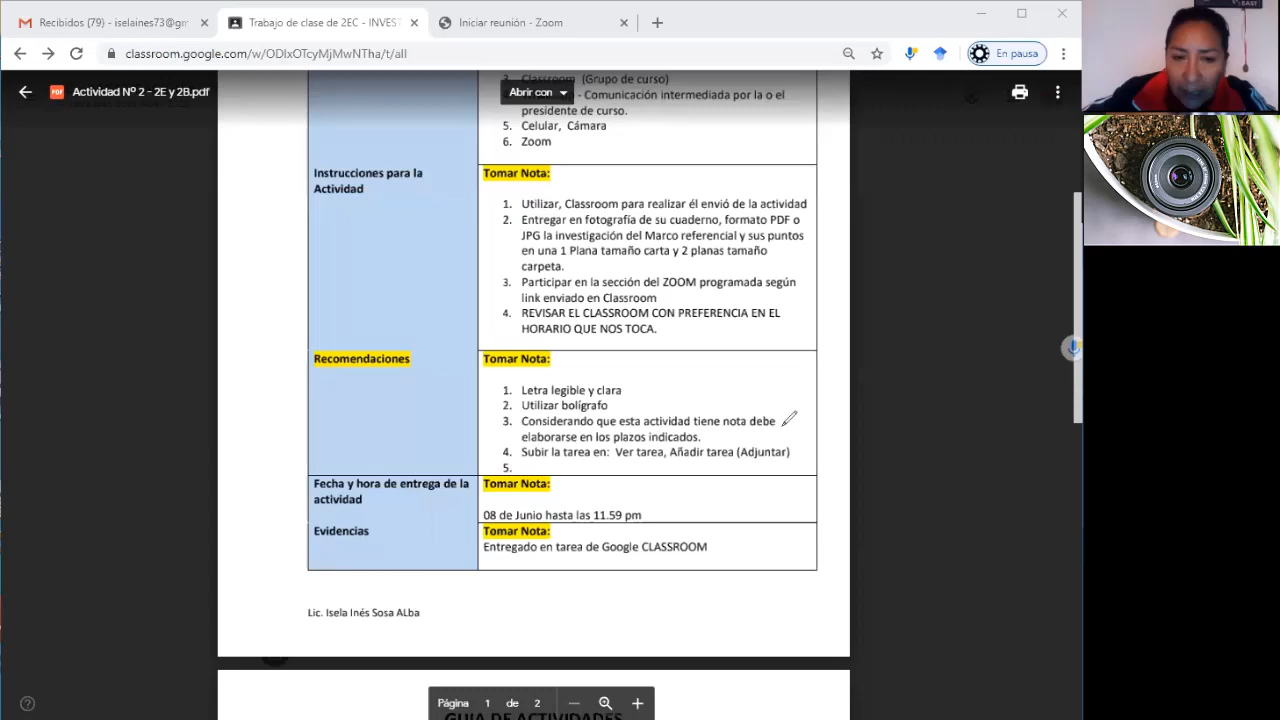 Recibidos (79) - iselaines73@gm
Trabajo de clase de 2EC - INVEST
Iniciar reunión - Zoom
classroom.google.com/w/ODIxOTcyMjMwNTha/t/all
En pausa
PDF
Actividad Nº 2 - 2E y 2B.pdf
Abrir con
3. Classroom (Grupo de curso)
- Comunicación intermediada por la o el
presidente de curso.
5. Celular, Cámara
6. Zoom
Instrucciones para la
Actividad
Tomar Nota:
1. Utilizar, Classroom para realizar él envió de la actividad
2. Entregar en fotografía de su cuaderno, formato PDF o
JPG la investigación del Marco referencial y sus puntos
en una 1 Plana tamaño carta y 2 planas tamaño
carpeta.
3. Participar en la sección del ZOOM programada según
link enviado en Classroom
4. REVISAR EL CLASSROOM CON PREFERENCIA EN EL
HORARIO QUE NOS TOCA.
Recomendaciones
Tomar Nota:
1. Letra legible y clara
2. Utilizar bolígrafo
3. Considerando que esta actividad tiene nota debe
elaborarse en los plazos indicados.
4. Subir la tarea en: Ver tarea, Añadir tarea (Adjuntar)
5.
Fecha y hora de entrega de la
actividad
Tomar Nota:
08 de Junio hasta las 11.59 pm
Evidencias
Tomar Nota:
Entregado en tarea de Google CLASSROOM
Lic. Isela Inés Sosa ALba
Página 1 de 2
GUIA DE ACTIVIDADES